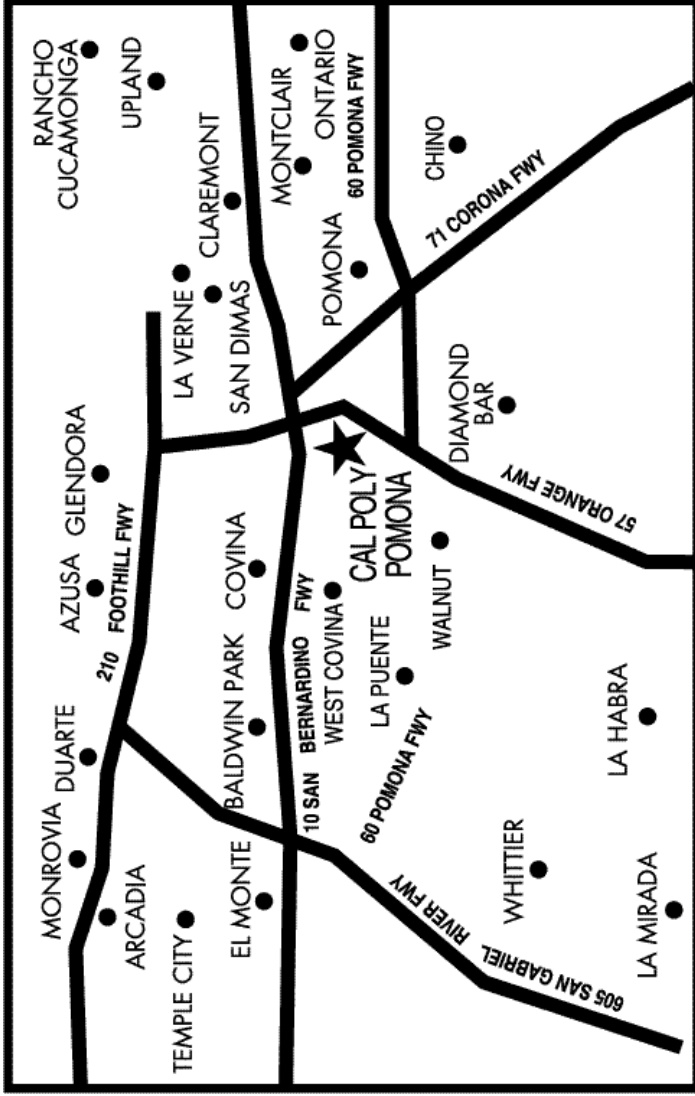 MONROVIA
DUARTE
AZUSA
GLENDORA
RANCHO
CUCAMONGA
UPLAND
ARCADIA
210 FOOTHILL FWY
TEMPLE CITY
LA VERNE
CLAREMONT
SAN DIMAS
EL MONTE
BALDWIN PARK
COVINA
MONTCLAIR
ONTARIO
10 SAN BERNARDINO FWY
WEST COVINA
POMONA
60 POMONA FWY
CAL POLY
POMONA
LA PUENTE
60 POMONA FWY
WALNUT
DIAMOND
BAR
CHINO
71 CORONA FWY
605 SAN GABRIEL RIVER FWY
57 ORANGE FWY
WHITTIER
LA HABRA
LA MIRADA